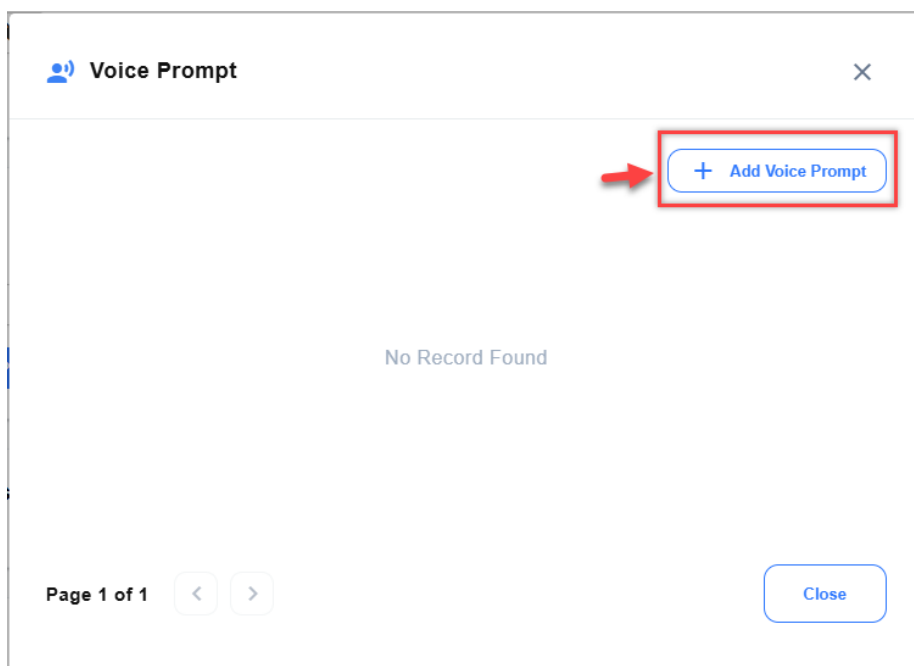 Voice Prompt
Add Voice Prompt
No Record Found
Page 1 of 1
Close